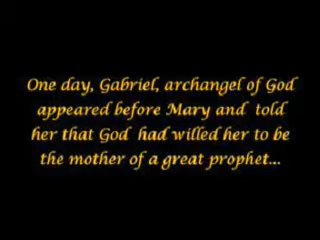 One day, Gabriel, archangel of God
appeared before Mary and told
her that God had willed her to be
the mother of a great prophet...